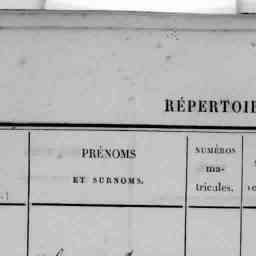 RÉPERTOI
PRÉNOMS
ET SURNOMS.
NUMÉROS
ma-
tricules.